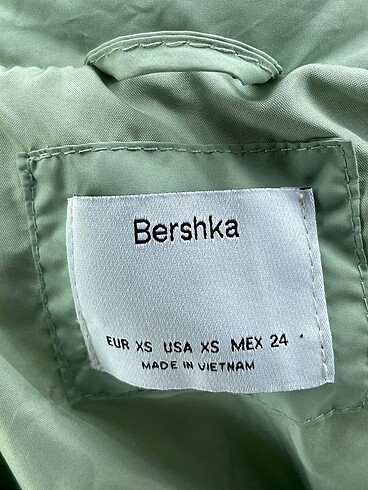 Bershka
EUR XS USA XS MEX 24
MADE IN VIETNAM